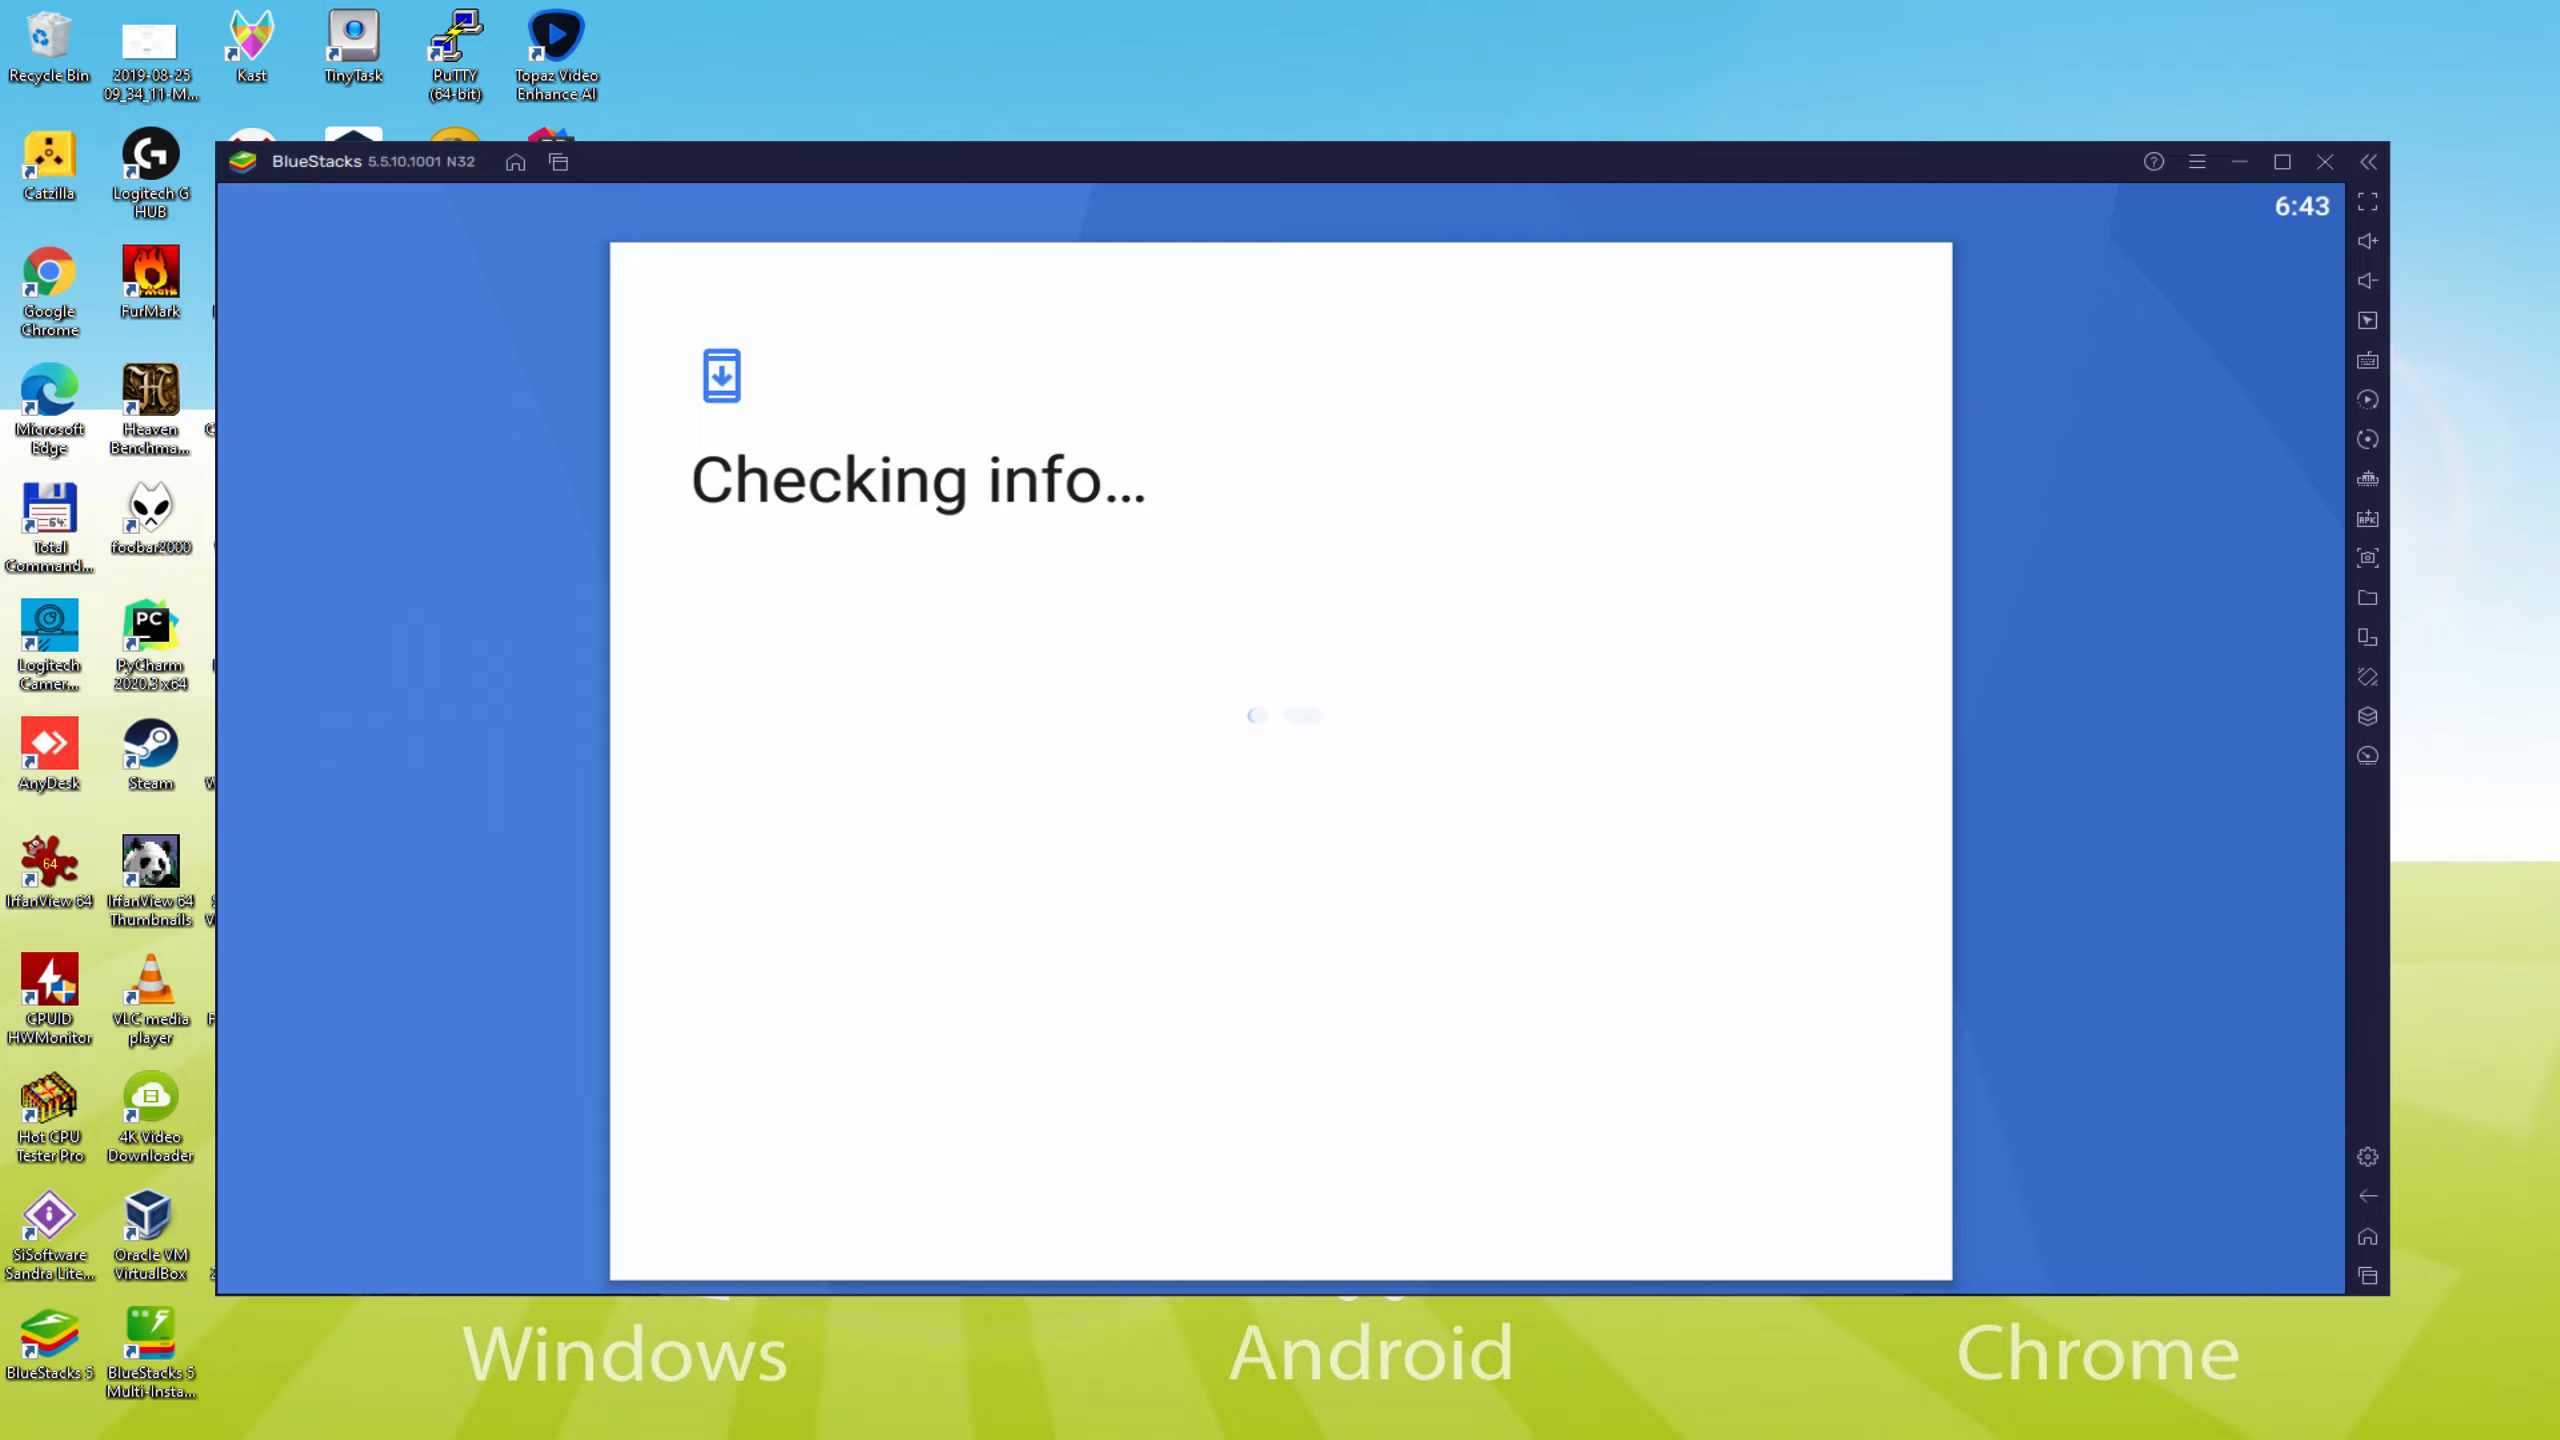 Recycle Bin
2019-08-25
09_34_11-M...
Kast
TinyTask
PuTTY
(64-bit)
Topaz Video
Enhance AI
BlueStacks 5.5.10.1001 N32
6:43
Checking info...
Catzilla
Logitech G
HUB
Google
Chrome
FurMark
Microsoft
Edge
Heaven
Benchma...
Total
Command...
foobar2000
Logitech
Camer...
PC
PyCharm
2020.3 x64
AnyDesk
Steam
64
IrfanView 64
IrfanView 64
Thumbnails
CPUID
HWMonitor
VLC media
player
4
Hot CPU
Tester Pro
4K Video
Downloader
SiSoftware
Sandra Lite...
Oracle VM
VirtualBox
BlueStacks 5
BlueStacks 5
Multi-Insta...
APK
Windows
Android
Chrome